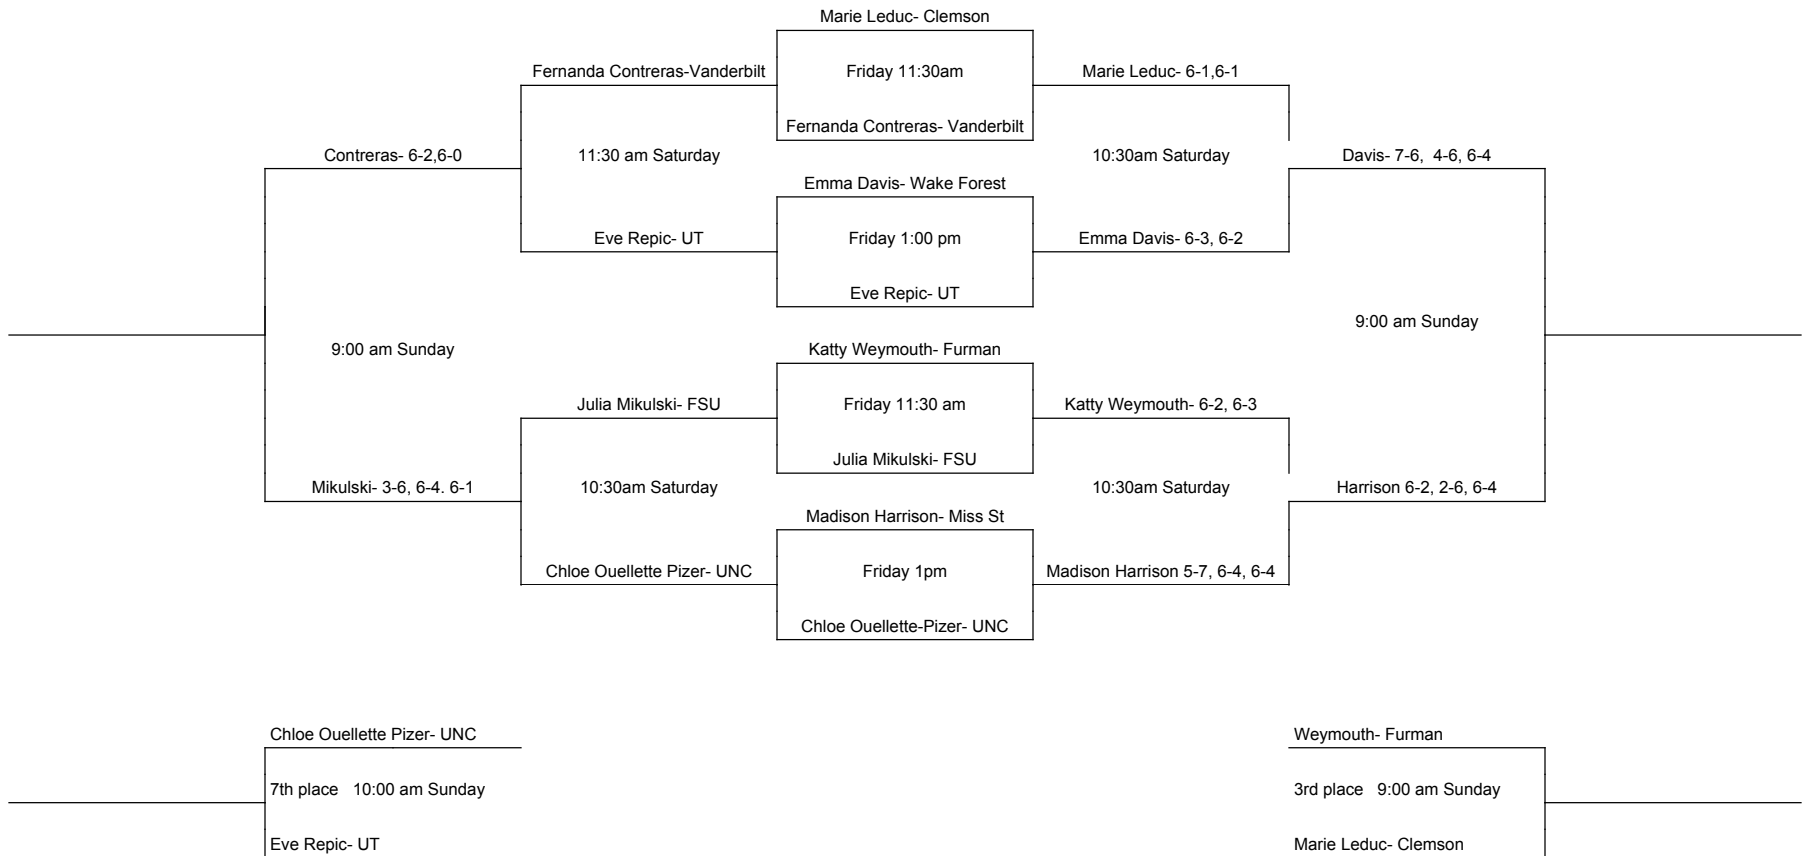 Marie Leduc- Clemson
Fernanda Contreras-Vanderbilt
Friday 11:30am
Marie Leduc- 6-1,6-1
Fernanda Contreras- Vanderbilt
Contreras- 6-2,6-0
11:30 am Saturday
10:30am Saturday
Davis- 7-6, 4-6, 6-4
Emma Davis- Wake Forest
Eve Repic- UT
Friday 1:00 pm
Emma Davis- 6-3, 6-2
Eve Repic- UT
9:00 am Sunday
9:00 am Sunday
Katty Weymouth- Furman
Julia Mikulski- FSU
Friday 11:30 am
Katty Weymouth- 6-2, 6-3
Julia Mikulski- FSU
Mikulski- 3-6, 6-4. 6-1
10:30am Saturday
10:30am Saturday
Harrison 6-2, 2-6, 6-4
Madison Harrison- Miss St
Chloe Ouellette Pizer- UNC
Friday 1pm
Madison Harrison 5-7, 6-4, 6-4
Chloe Ouellette-Pizer- UNC
Chloe Ouellette Pizer- UNC
Weymouth- Furman
7th place 10:00 am Sunday
3rd place 9:00 am Sunday
Eve Repic- UT
Marie Leduc- Clemson